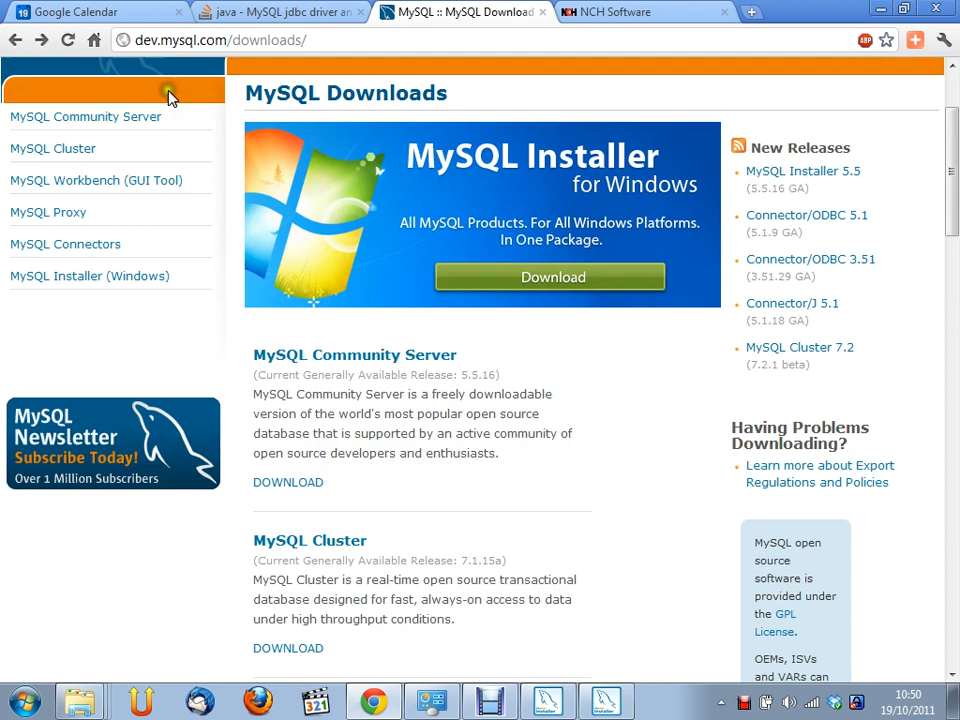 Google Calendar
java - MySQL jdbc driver an
MySQL :: MySQL Download
NCH Software
dev.mysql.com/downloads/
MySQL Community Server
MySQL Cluster
MySQL Workbench (GUI Tool)
MySQL Proxy
MySQL Connectors
MySQL Installer (Windows)
MySQL
Newsletter
Subscribe Today!
Over 1 Million Subscribers
MySQL Downloads
MySQL Installer
for Windows
All MySQL Products. For All Windows Platforms.
In One Package.
Download
MySQL Community Server
(Current Generally Available Release: 5.5.16)
MySQL Community Server is a freely downloadable
version of the world's most popular open source
database that is supported by an active community of
open source developers and enthusiasts.
DOWNLOAD
MySQL Cluster
(Current Generally Available Release: 7.1.15a)
MySQL Cluster is a real-time open source transactional
database designed for fast, always-on access to data
under high throughput conditions.
DOWNLOAD
New Releases
MySQL Installer 5.5
(5.5.16 GA)
Connector/ODBC 5.1
(5.1.9 GA)
Connector/ODBC 3.51
(3.51.29 GA)
Connector/J 5.1
(5.1.18 GA)
MySQL Cluster 7.2
(7.2.1 beta)
Having Problems
Downloading?
Learn more about Export
Regulations and Policies
MySQL open
source
software is
provided under
the GPL
License.
OEMs, ISVs
and VARs can
10:50
19/10/2011